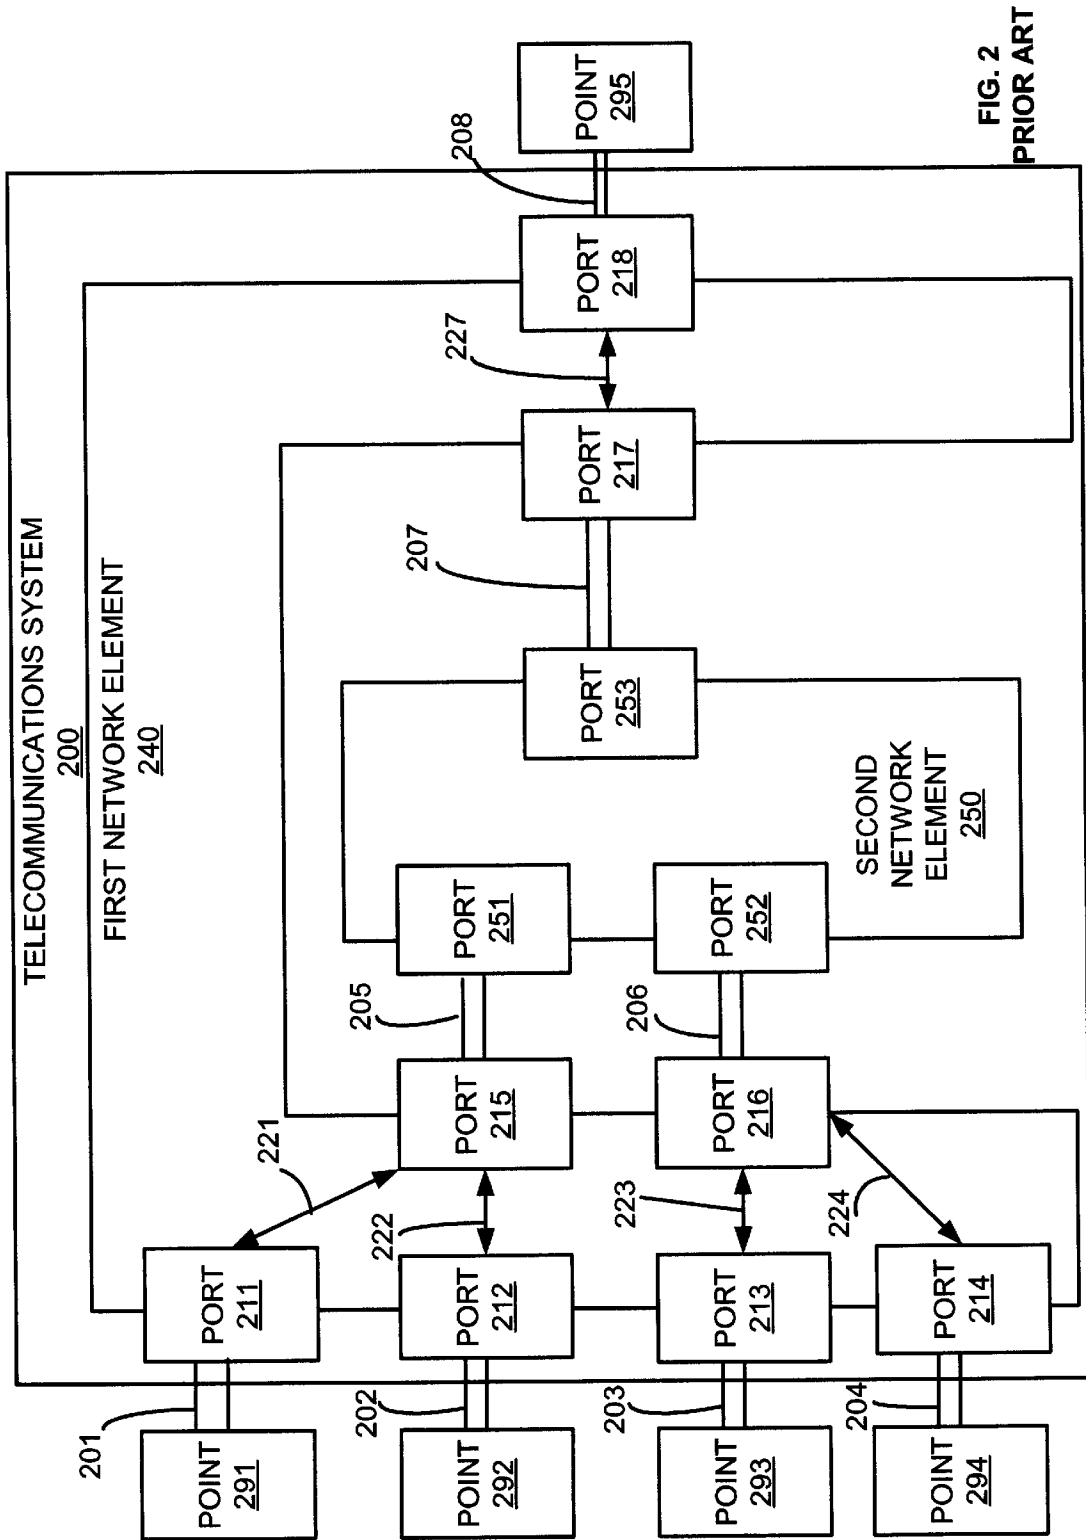 TELECOMMUNICATIONS SYSTEM
200
FIRST NETWORK ELEMENT
240
201
POINT
291
PORT
211
221
202
POINT
292
PORT
212
222
PORT
215
205
PORT
251
203
POINT
293
PORT
213
223
PORT
216
206
PORT
252
204
POINT
294
PORT
214
224
SECOND
NETWORK
ELEMENT
250
PORT
253
207
PORT
217
227
PORT
218
208
POINT
295
FIG. 2
PRIOR ART